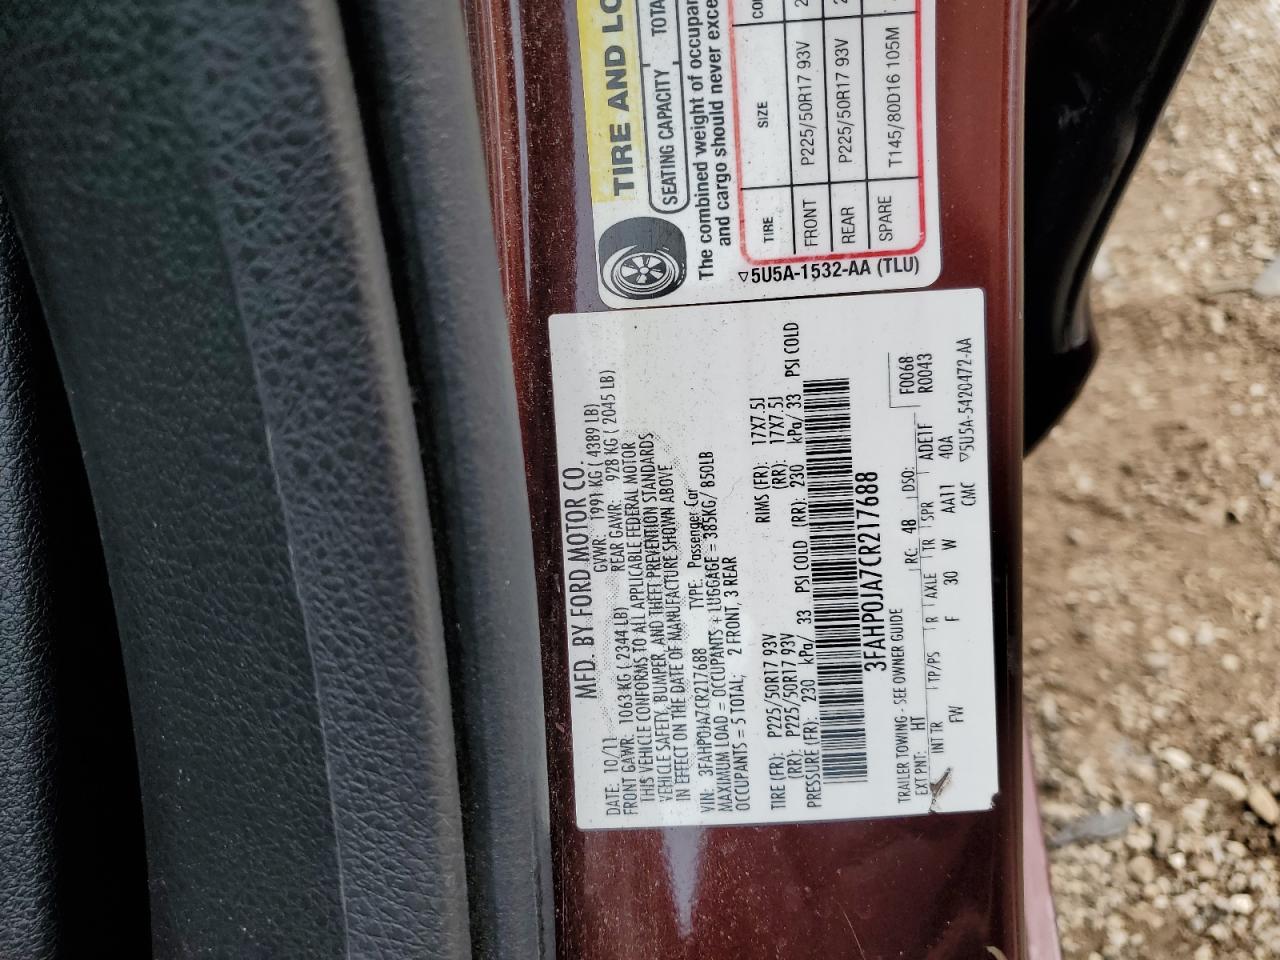 MFD. BY FORD MOTOR CO.
DATE: 10/11 GVWR: 1991 KG ( 4389 LB)
FRONT GAWR: 1063 KG ( 2344 LB) REAR GAWR: 928 KG ( 2045 LB)
THIS VEHICLE CONFORMS TO ALL APPLICABLE FEDERAL MOTOR
VEHICLE SAFETY, BUMPER, AND THEFT PREVENTION STANDARDS
IN EFFECT ON THE DATE OF MANUFACTURE SHOWN ABOVE
VIN: 3FAHP0JA7CR217688 TYPE: Passenger Car
MAXIMUM LOAD = OCCUPANTS + LUGGAGE = 385KG/ 850LB
OCCUPANTS = 5 TOTAL; 2 FRONT, 3 REAR
TIRE (FR): P225/50R17 93V RIMS (FR): 17X7.5J
(RR): P225/50R17 93V (RR): 17X7.5J
PRESSURE (FR): 230 kPa/ 33 PSI COLD (RR): 230 kPa/ 33 PSI COLD
3FAHP0JA7CR217688
TRAILER TOWING - SEE OWNER GUIDE F0068
EXT PNT: HT RC: 48 DSO: R0043
INT TR TP/PS R AXLE TR SPR ADE1F
FW F 30 W AA11 40A
CMC ▽5U5A-5420472-AA
TIRE AND LO
SEATING CAPACITY TOTA
The combined weight of occupan
and cargo should never excee
TIRE SIZE CO
FRONT P225/50R17 93V 2
REAR P225/50R17 93V 2
SPARE T145/80D16 105M
▽5U5A-1532-AA (TLU)